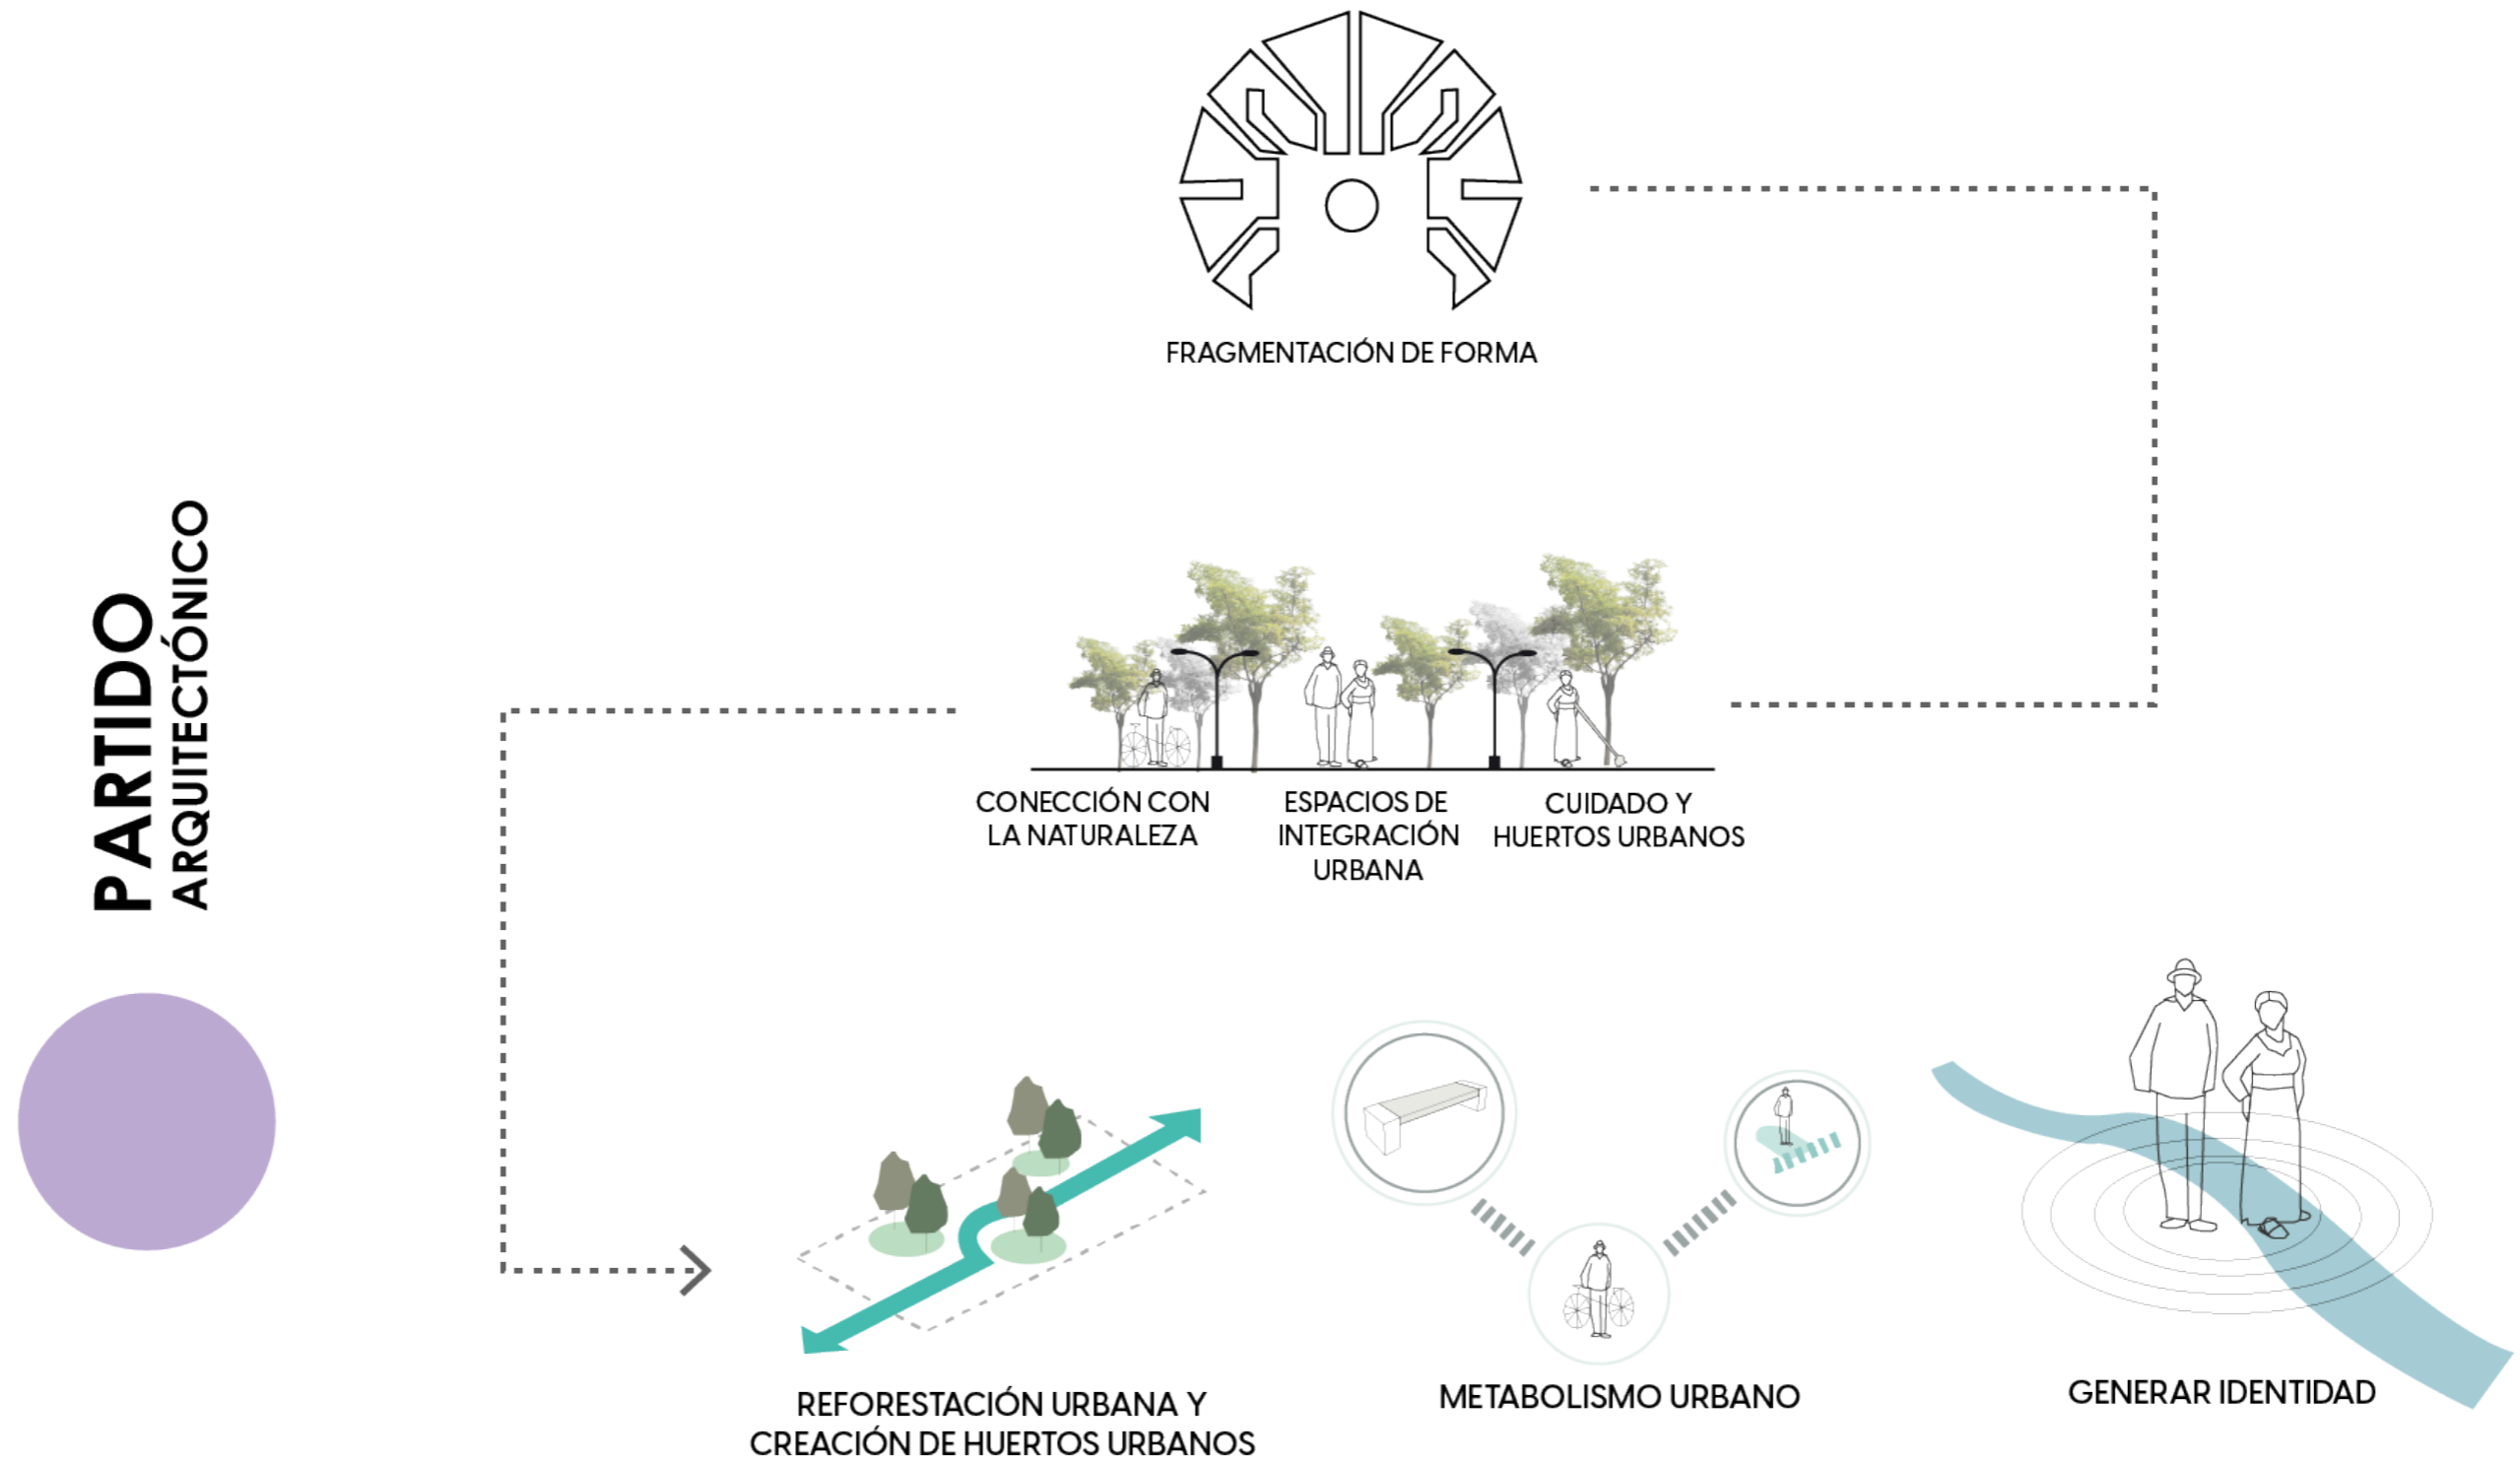 PARTIDO
ARQUITECTÓNICO
FRAGMENTACIÓN DE FORMA
CONECCIÓN CON
LA NATURALEZA
ESPACIOS DE
INTEGRACIÓN
URBANA
CUIDADO Y
HUERTOS URBANOS
REFORESTACIÓN URBANA Y
CREACIÓN DE HUERTOS URBANOS
METABOLISMO URBANO
GENERAR IDENTIDAD